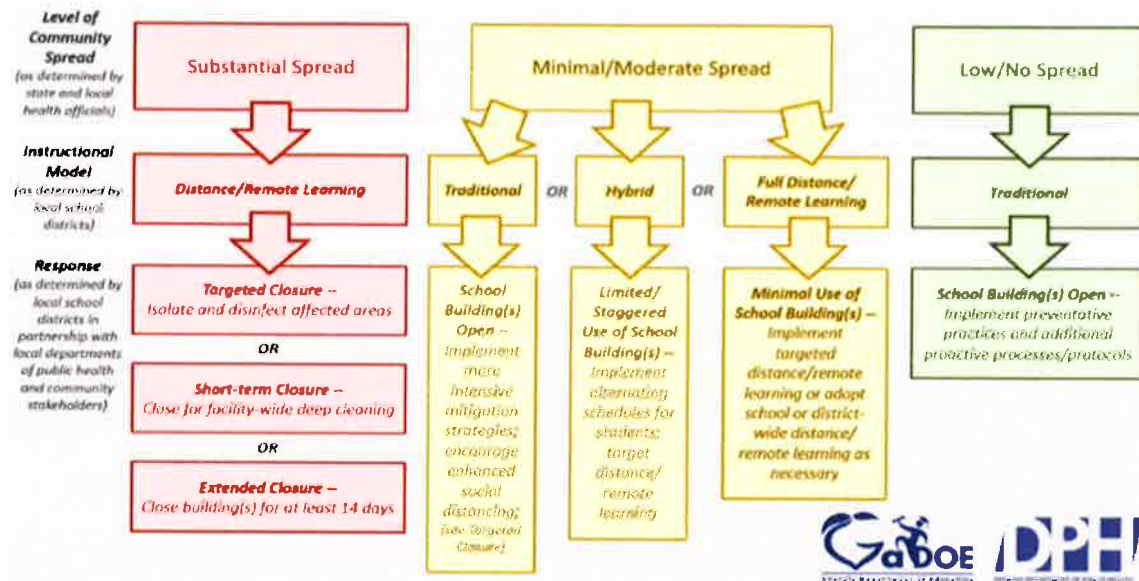 Level of
Community
Spread
(as determined by
state and local
health officials)
Substantial Spread
Minimal/Moderate Spread
Low/No Spread
Instructional
Model
(as determined by
local school
districts)
Distance/Remote Learning
Traditional
OR
Hybrid
OR
Full Distance/
Remote Learning
Traditional
Response
(as determined by
local school
districts in
partnership with
local departments
of public health
and community
stakeholders)
Targeted Closure --
Isolate and disinfect affected areas
OR
Short-term Closure --
Close for facility-wide deep cleaning
OR
Extended Closure --
Close building(s) for at least 14 days
School
Building(s)
Open --
Implement
more
intensive
mitigation
strategies;
encourage
enhanced
social
distancing;
(see Targeted
Closure)
Limited/
Staggered
Use of School
Building(s) --
Implement
alternating
schedules for
students;
target
distance/
remote
learning
Minimal Use of
School Building(s) --
Implement
targeted
distance/remote
learning or adopt
school or district-
wide distance/
remote learning as
necessary
School Building(s) Open --
Implement preventative
practices and additional
proactive processes/protocols
GaDOE
DPH